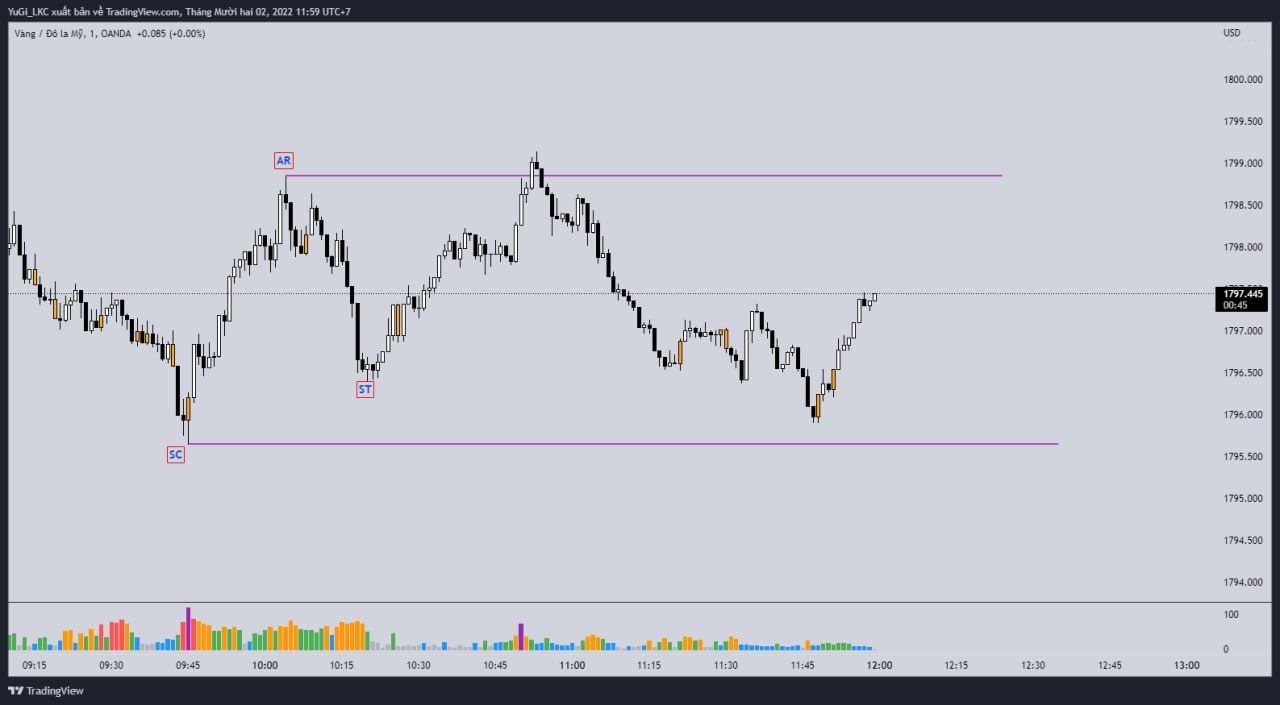 YuGi_LKC xuất bản về TradingView.com, Tháng Mười hai 02, 2022 11:59 UTC+7
Vàng / Đô la Mỹ, 1, OANDA +0.085 (+0.00%)
USD
1800.000
1799.500
AR
1799.000
1798.500
1798.000
1797.445
00:45
1797.000
1796.500
ST
1796.000
SC
1795.500
1795.000
1794.500
1794.000
100
0
09:15 09:30 09:45 10:00 10:15 10:30 10:45 11:00 11:15 11:30 11:45 12:00 12:15 12:30 12:45 13:00
TradingView